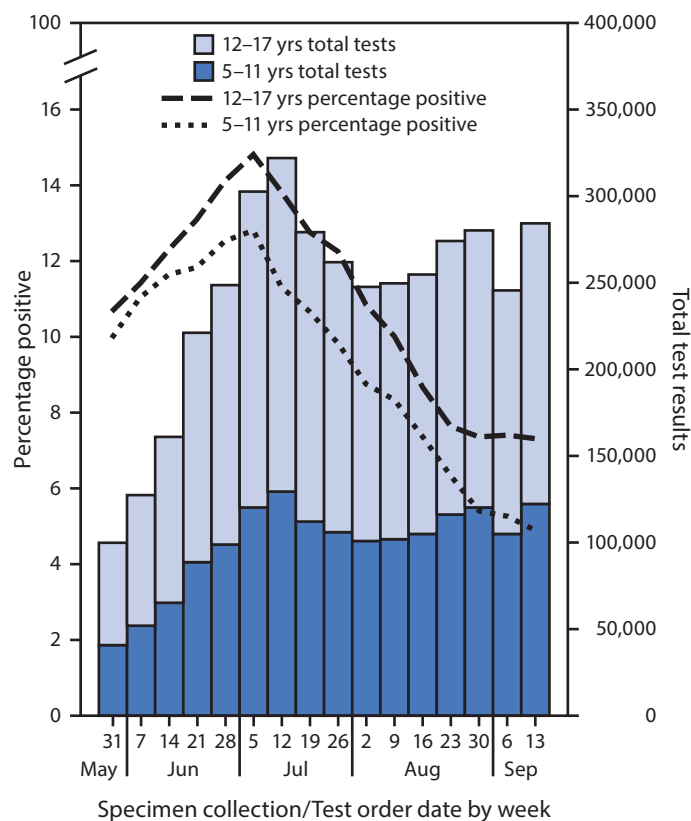 100
16
14
12
10
8
6
4
2
0
Percentage positive
12–17 yrs total tests
5–11 yrs total tests
12–17 yrs percentage positive
5–11 yrs percentage positive
400,000
350,000
300,000
250,000
200,000
150,000
100,000
50,000
0
Total test results
31 7 14 21 28 5 12 19 26 2 9 16 23 30 6 13
May Jun Jul Aug Sep
Specimen collection/Test order date by week